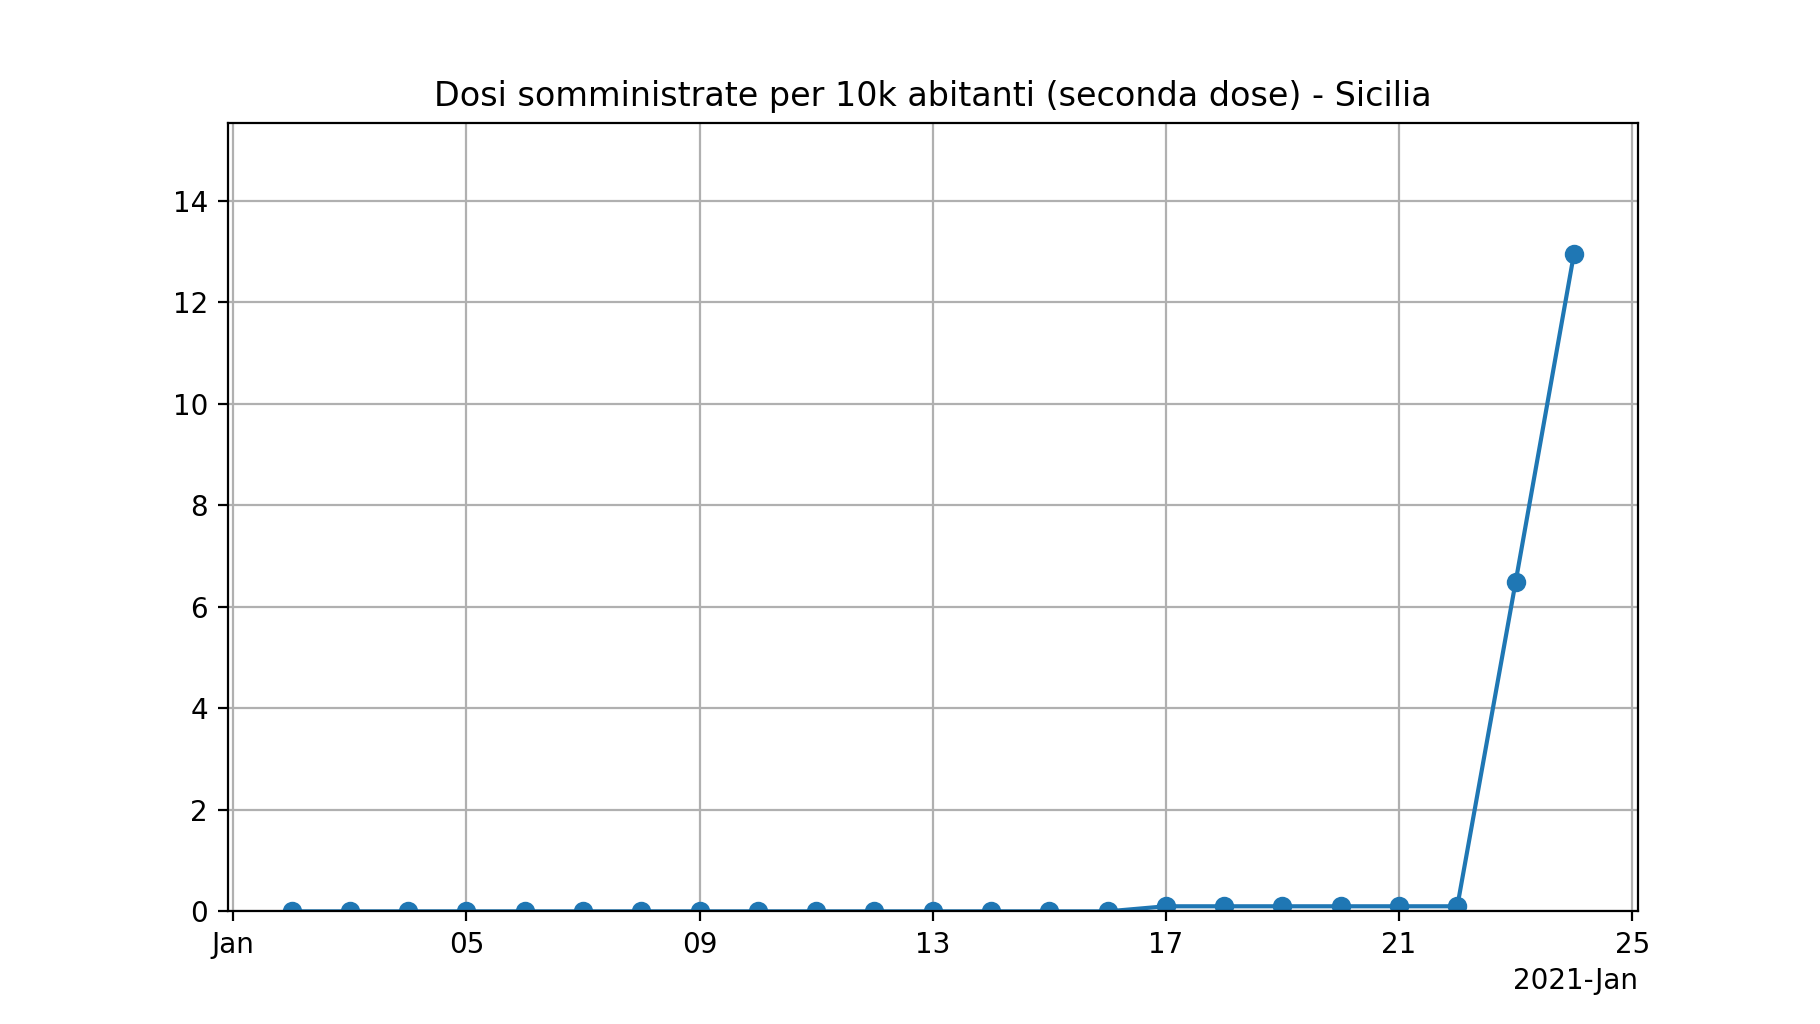 Dosi somministrate per 10k abitanti (seconda dose) - Sicilia
14
12
10
8
6
4
2
0
Jan 05 09 13 17 21 25
2021-Jan